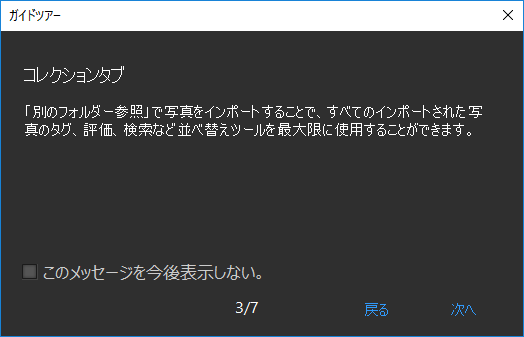 ガイドツアー
コレクションタブ
「別のフォルダー参照」で写真をインポートすることで、すべてのインポートされた写
真のタグ、評価、検索など並べ替えツールを最大限に使用することができます。
このメッセージを今後表示しない。
3/7
戻る
次へ